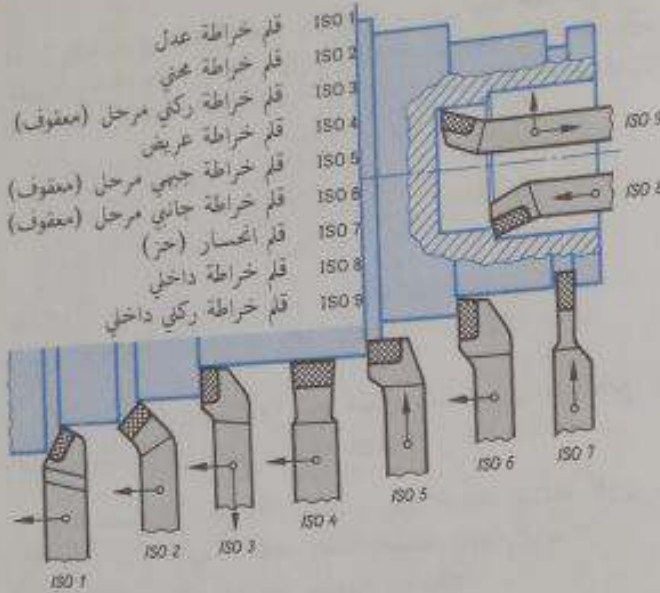 ISO 1 قلم خراطة عدل
ISO 2 قلم خراطة محني
ISO 3 قلم خراطة ركني مرحل (معقوف)
ISO 4 قلم خراطة عريض
ISO 5 قلم خراطة جبهي مرحل (معقوف)
ISO 6 قلم خراطة جانبي مرحل (معقوف)
ISO 7 قلم انحسار (حز)
ISO 8 قلم خراطة داخلي
ISO 9 قلم خراطة ركني داخلي
ISO 9
ISO 8
ISO 1
ISO 2
ISO 3
ISO 4
ISO 5
ISO 6
ISO 7